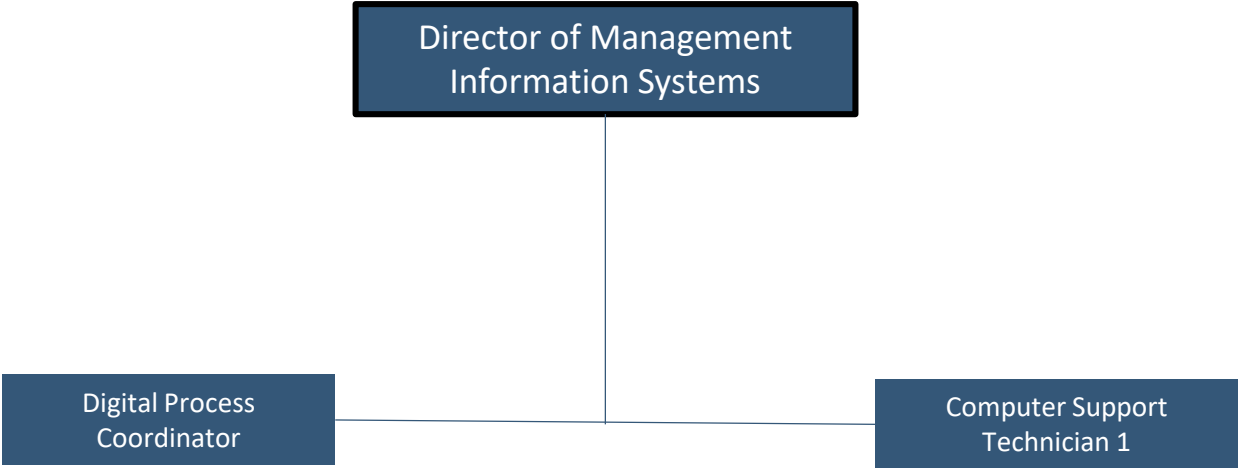 Director of Management
Information Systems
Digital Process
Coordinator
Computer Support
Technician 1